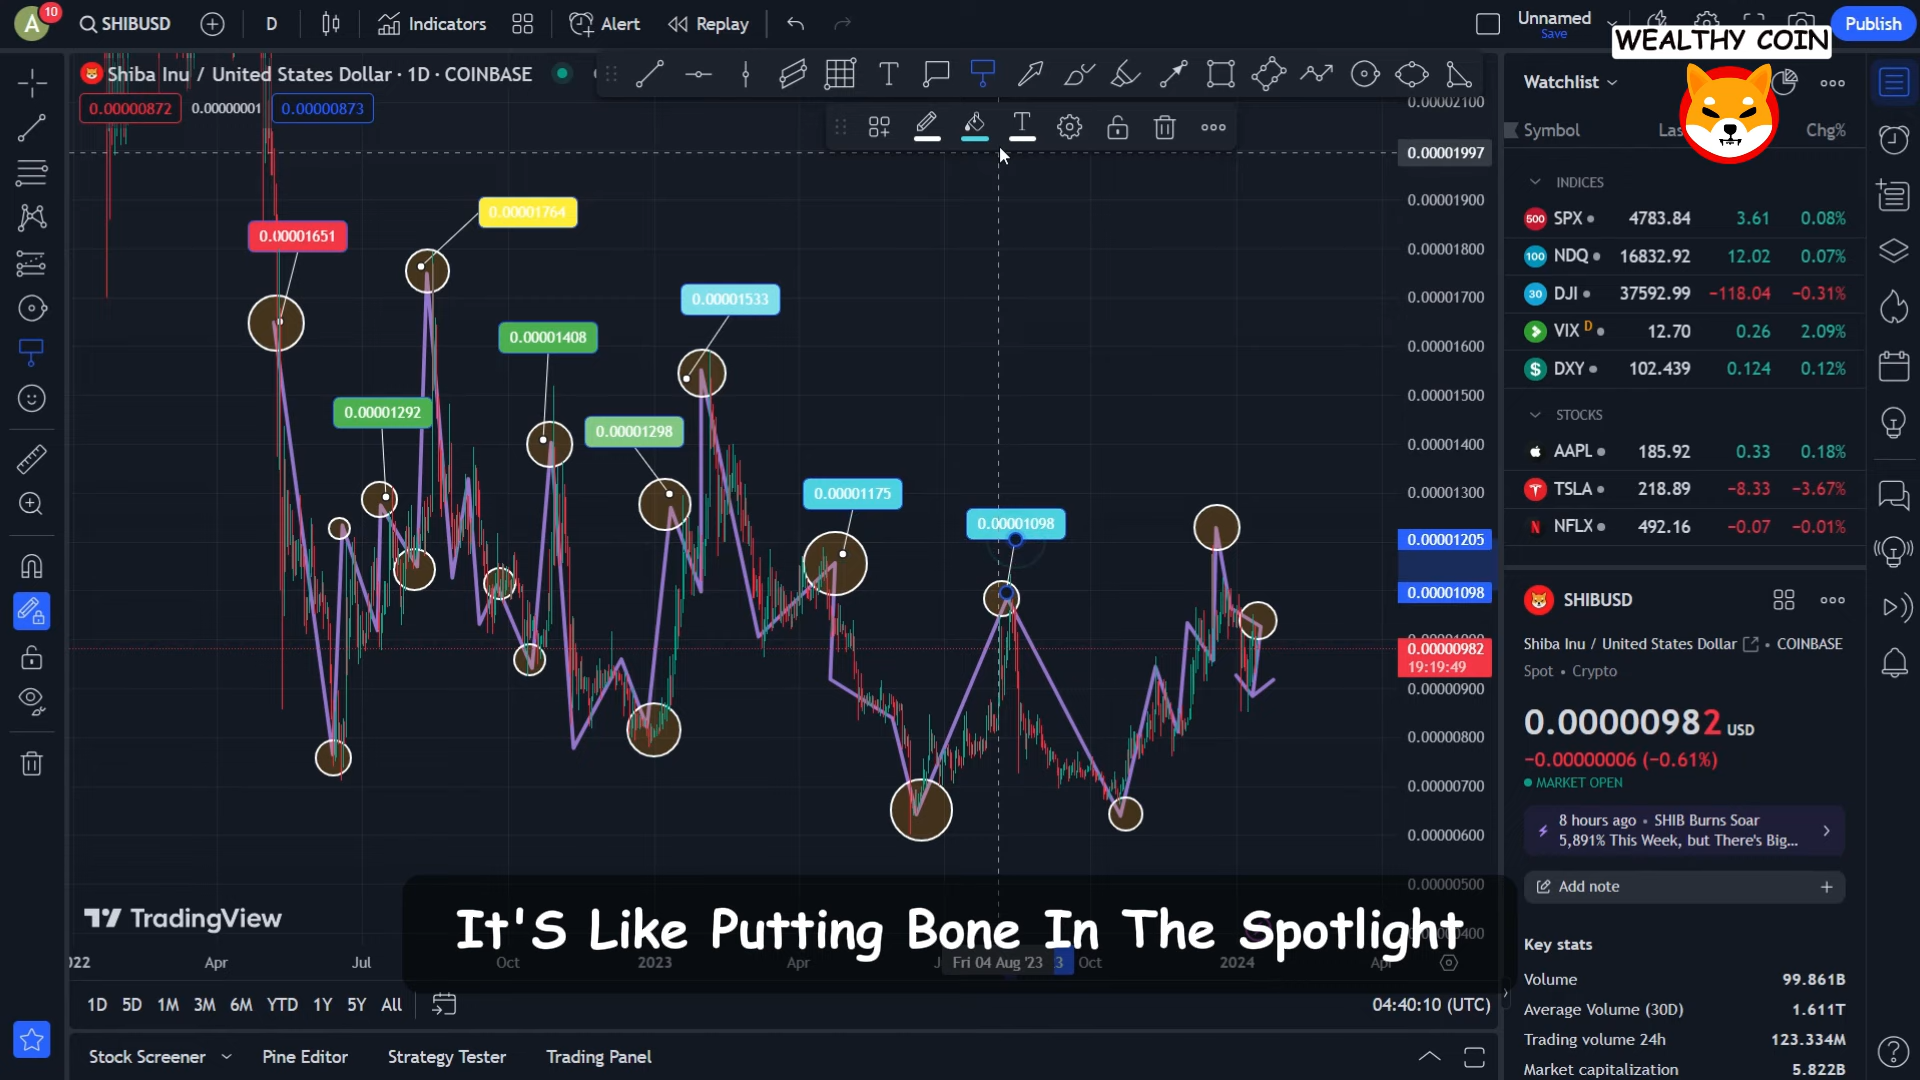 A
10
SHIBUSD
D
Indicators
Alert
Replay
Unnamed
Save
Publish
WEALTHY COIN
Shiba Inu / United States Dollar · 1D · COINBASE
0.00000872
0.00000001
0.00000873
T
T
Watchlist
Symbol
Las
Chg%
INDICES
500 SPX 4783.84 3.61 0.08%
100 NDQ 16832.92 12.02 0.07%
30 DJI 37592.99 −118.04 −0.31%
VIX D 12.70 0.26 2.09%
$ DXY 102.439 0.124 0.12%
STOCKS
AAPL 185.92 0.33 0.18%
TSLA 218.89 −8.33 −3.67%
N NFLX 492.16 −0.07 −0.01%
0.00001651
0.00001764
0.00001292
0.00001408
0.00001298
0.00001533
0.00001175
0.00001098
0.00002100
0.00001997
0.00001900
0.00001800
0.00001700
0.00001600
0.00001500
0.00001400
0.00001300
0.00001205
0.00001098
0.00000982
19:19:49
0.00000900
0.00000800
0.00000700
0.00000600
0.00000500
SHIBUSD
Shiba Inu / United States Dollar • COINBASE
Spot • Crypto
0.00000982 USD
−0.00000006 (−0.61%)
MARKET OPEN
8 hours ago • SHIB Burns Soar
5,891% This Week, but There's Big...
Add note
Key stats
Volume 99.861B
Average Volume (30D) 1.611T
Trading volume 24h 123.334M
Market capitalization 5.822B
TradingView
It'S Like Putting Bone In The Spotlight
Apr
Jul
Oct
2023
Apr
Fri 04 Aug '23
Oct
2024
1D 5D 1M 3M 6M YTD 1Y 5Y All
04:40:10 (UTC)
Stock Screener
Pine Editor
Strategy Tester
Trading Panel